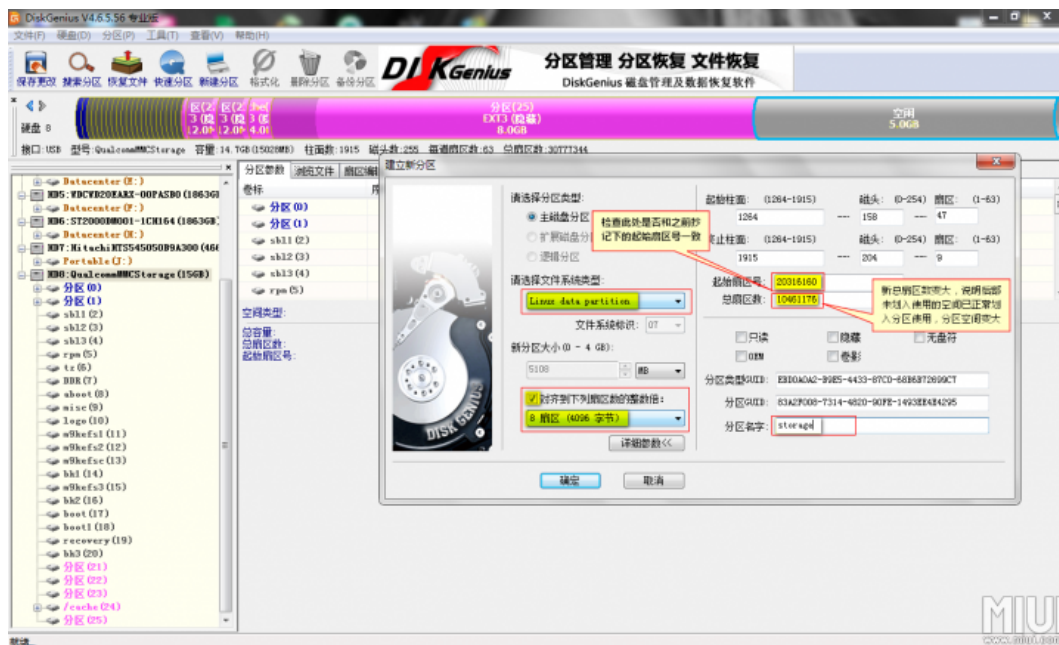 DiskGenius V4.6.5.56 专业版
文件(F) 硬盘(D) 分区(P) 工具(T) 查看(V) 帮助(H)
保存更改 搜索分区 恢复文件 快速分区 新建分区 格式化 删除分区 备份分区
DISKGENIUS
分区管理 分区恢复 文件恢复
DiskGenius 磁盘管理及数据恢复软件
硬盘 8
分区(25)
EXT3 (隐藏)
8.0GB
空闲
5.0GB
接口:USB 型号:QualcommMMCStorage 容量:14.7GB(15028MB) 柱面数:1915 磁头数:255 每道扇区数:63 总扇区数:30777344
Datacenter(E:)
HD5:WDCWD20EARX-00PASB0(1863GB
Datacenter(G:)
HD6:ST2000DM001-1CH164(1863GB
Datacenter(H:)
HD7:HitachiHTS545050B9A300(466
Portable(J:)
HD8:QualcommMMCStorage(15GB)
分区(0)
分区(1)
sbl1(2)
sbl2(3)
sbl3(4)
rpm(5)
tz(6)
DDR(7)
aboot(8)
misc(9)
logo(10)
m9kefs1(11)
m9kefs2(12)
m9kefsc(13)
bk1(14)
m9kefs3(15)
bk2(16)
boot(17)
boot1(18)
recovery(19)
bk3(20)
分区(21)
分区(22)
分区(23)
/cache(24)
分区(25)
分区参数 浏览文件 扇区编辑
卷标
分区(0)
分区(1)
sbl1(2)
sbl2(3)
sbl3(4)
rpm(5)
空间类型:
总容量:
总扇区数:
起始扇区号:
建立新分区
请选择分区类型:
主磁盘分区
扩展磁盘分
逻辑分区
请选择文件系统类型:
Linux data partition
文件系统标识: 07
新分区大小(0 - 4 GB):
5108 MB
对齐到下列扇区数的整数倍:
8 扇区 (4096 字节)
详细参数<<
确定 取消
检查此处是否和之前抄
记下的起始扇区号一致
起始柱面: (1264-1915) 磁头: (0-254) 扇区: (1-63)
1264 158 47
终止柱面: (1264-1915) 磁头: (0-254) 扇区: (1-63)
1915 204 9
起始扇区号: 20316160
总扇区数: 10461176
新总扇区数变大，说明后部
未划入使用的空间已正常划
入分区使用，分区空间变大
只读 隐藏 无盘符
OEM 卷影
分区类型GUID: EBD0A0A2-B9E5-4433-87C0-68B6B72699C7
分区GUID: 83A2F008-7314-4820-90FE-1493EE4E4295
分区名字: storage
就绪
MIUI
www.miui.com